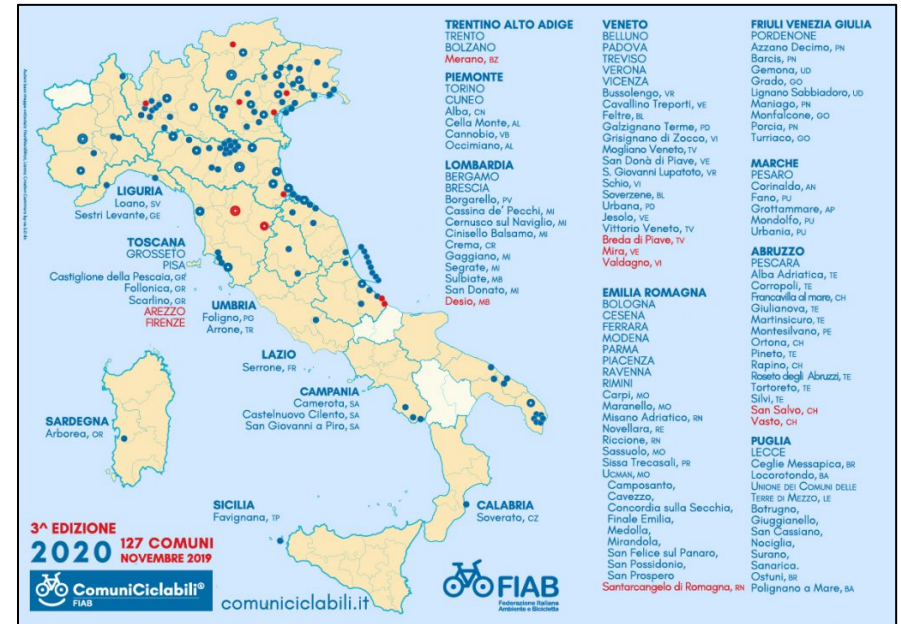 TRENTINO ALTO ADIGE
TRENTO
BOLZANO
Merano, BZ
PIEMONTE
TORINO
CUNEO
Alba, CN
Cella Monte, AL
Cannobio, VB
Occimiano, AL
LOMBARDIA
BERGAMO
BRESCIA
Borgarello, PV
Cassina de' Pecchi, MI
Cernusco sul Naviglio, MI
Cinisello Balsamo, MI
Crema, CR
Gaggiano, MI
Segrate, MI
Sulbiate, MB
San Donato, MI
Desio, MB
VENETO
BELLUNO
PADOVA
TREVISO
VERONA
VICENZA
Bussolengo, VR
Cavallino Treporti, VE
Feltre, BL
Galzignano Terme, PD
Grisignano di Zocco, VI
Mogliano Veneto, TV
San Donà di Piave, VE
S. Giovanni Lupatoto, VR
Schio, VI
Soverzene, BL
Urbana, PD
Jesolo, VE
Vittorio Veneto, TV
Breda di Piave, TV
Mira, VE
Valdagno, VI
EMILIA ROMAGNA
BOLOGNA
CESENA
FERRARA
MODENA
PARMA
PIACENZA
RAVENNA
RIMINI
Carpi, MO
Maranello, MO
Misano Adriatico, RN
Novellara, RE
Riccione, RN
Sassuolo, MO
Sissa Trecasali, PR
UCMAN, MO
Camposanto,
Cavezzo,
Concordia sulla Secchia,
Finale Emilia,
Medolla,
Mirandola,
San Felice sul Panaro,
San Possidonio,
San Prospero
Santarcangelo di Romagna, RN
FRIULI VENEZIA GIULIA
PORDENONE
Azzano Decimo, PN
Barcis, PN
Gemona, UD
Grado, GO
Lignano Sabbiadoro, UD
Maniago, PN
Monfalcone, GO
Porcia, PN
Turriaco, GO
MARCHE
PESARO
Corinaldo, AN
Fano, PU
Grottammare, AP
Mondolfo, PU
Urbania, PU
ABRUZZO
PESCARA
Alba Adriatica, TE
Corropoli, TE
Francavilla al mare, CH
Giulianova, TE
Martinsicuro, TE
Montesilvano, PE
Ortona, CH
Pineto, TE
Rapino, CH
Roseto degli Abruzzi, TE
Tortoreto, TE
Silvi, TE
San Salvo, CH
Vasto, CH
PUGLIA
LECCE
Ceglie Messapica, BR
Locorotondo, BA
UNIONE DEI COMUNI DELLE
TERRE DI MEZZO, LE
Botrugno,
Giuggianello,
San Cassiano,
Nociglia,
Surano,
Sanarica.
Ostuni, BR
Polignano a Mare, BA
LIGURIA
Loano, SV
Sestri Levante, GE
TOSCANA
GROSSETO
PISA
Castiglione della Pescaia, GR
Follonica, GR
Scarlino, GR
AREZZO
FIRENZE
UMBRIA
Foligno, PG
Arrone, TR
LAZIO
Serrone, FR
CAMPANIA
Camerota, SA
Castelnuovo Cilento, SA
San Giovanni a Piro, SA
SARDEGNA
Arborea, OR
SICILIA
Favignana, TP
CALABRIA
Soverato, CZ
3^ EDIZIONE
2020 127 COMUNI
NOVEMBRE 2019
ComuniCiclabili®
FIAB
comuniciclabili.it
FIAB
Federazione Italiana
Ambiente e Bicicletta